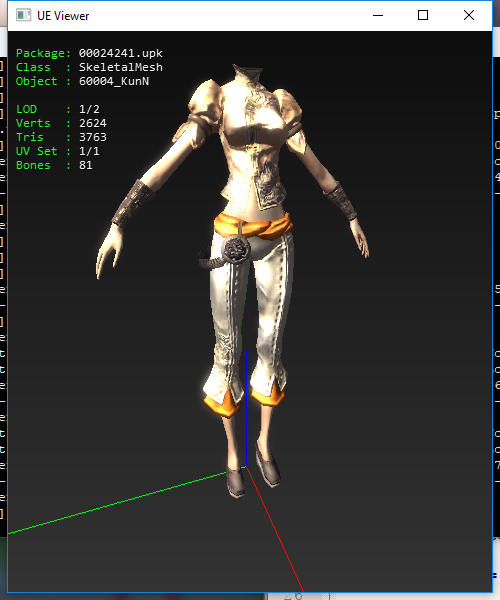 UE Viewer
Package: 00024241.upk
Class : SkeletalMesh
Object : 60004_KunN
LOD : 1/2
Verts : 2624
Tris : 3763
UV Set : 1/1
Bones : 81